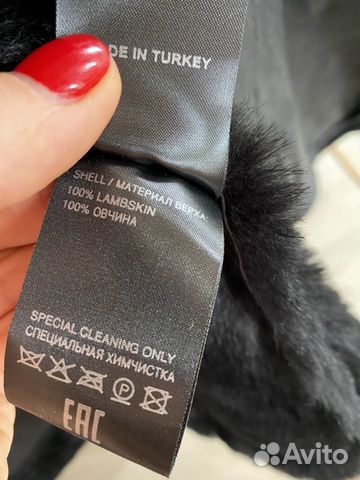 DE IN TURKEY
SHELL / МАТЕРИАЛ ВЕРХА:
100% LAMBSKIN
100% ОВЧИНА
SPECIAL CLEANING ONLY
СПЕЦИАЛЬНАЯ ХИМЧИСТКА
P
EAC
Avito